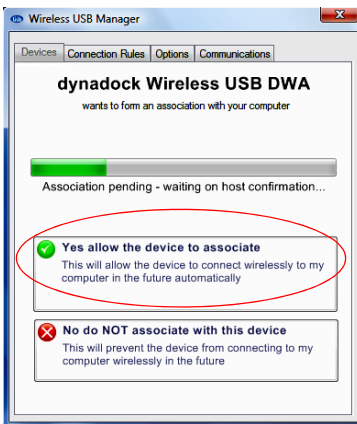 Wireless USB Manager
Devices Connection Rules Options Communications
dynadock Wireless USB DWA
wants to form an association with your computer
Association pending - waiting on host confirmation...
Yes allow the device to associate
This will allow the device to connect wirelessly to my
computer in the future automatically
No do NOT associate with this device
This will prevent the device from connecting to my
computer wirelessly in the future